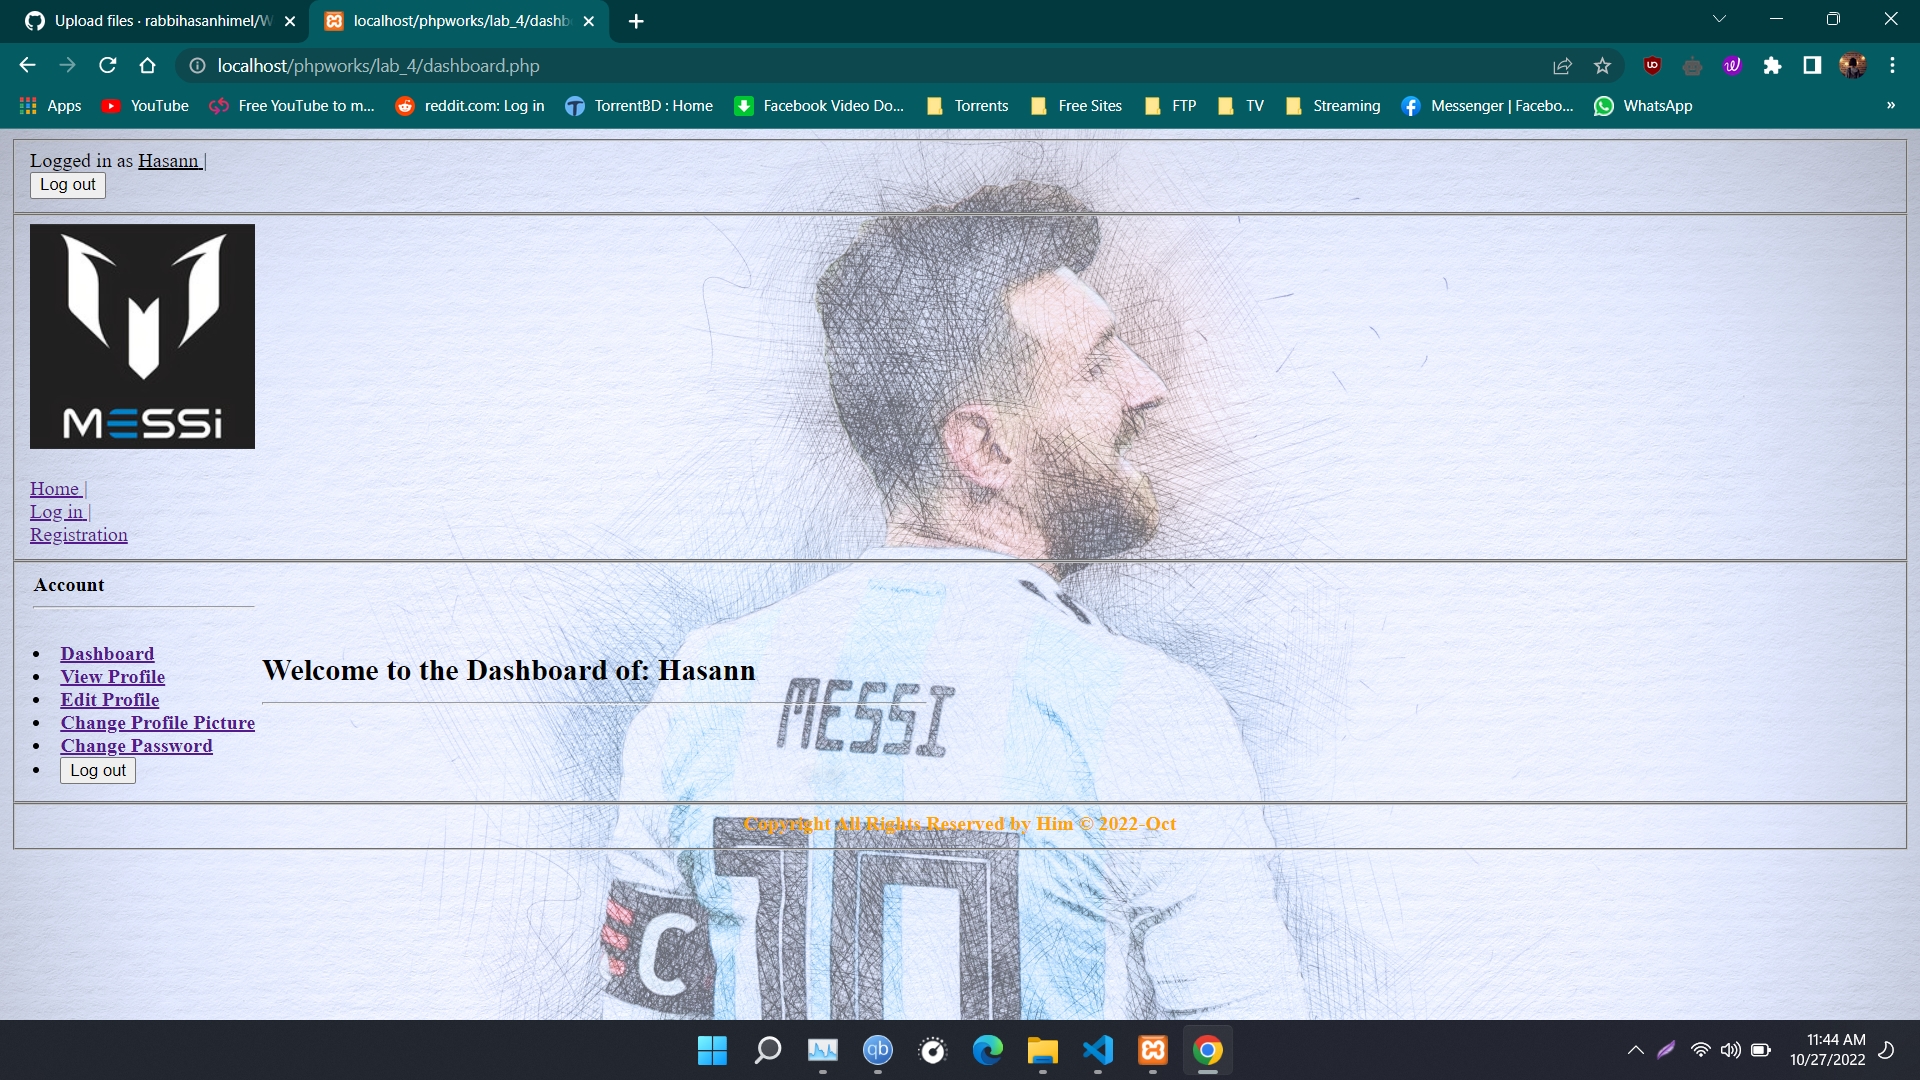 Upload files · rabbihasanhimel/W
localhost/phpworks/lab_4/dashb
localhost/phpworks/lab_4/dashboard.php
Apps
YouTube
Free YouTube to m...
reddit.com: Log in
TorrentBD : Home
Facebook Video Do...
Torrents
Free Sites
FTP
TV
Streaming
Messenger | Facebo...
WhatsApp
»
Logged in as Hasann |
Log out
MESSi
Home |
Log in |
Registration
Account
Dashboard
View Profile
Edit Profile
Change Profile Picture
Change Password
Log out
Welcome to the Dashboard of: Hasann
MESSI
10
C
Copyright All Rights Reserved by Him © 2022-Oct
qb
11:44 AM
10/27/2022